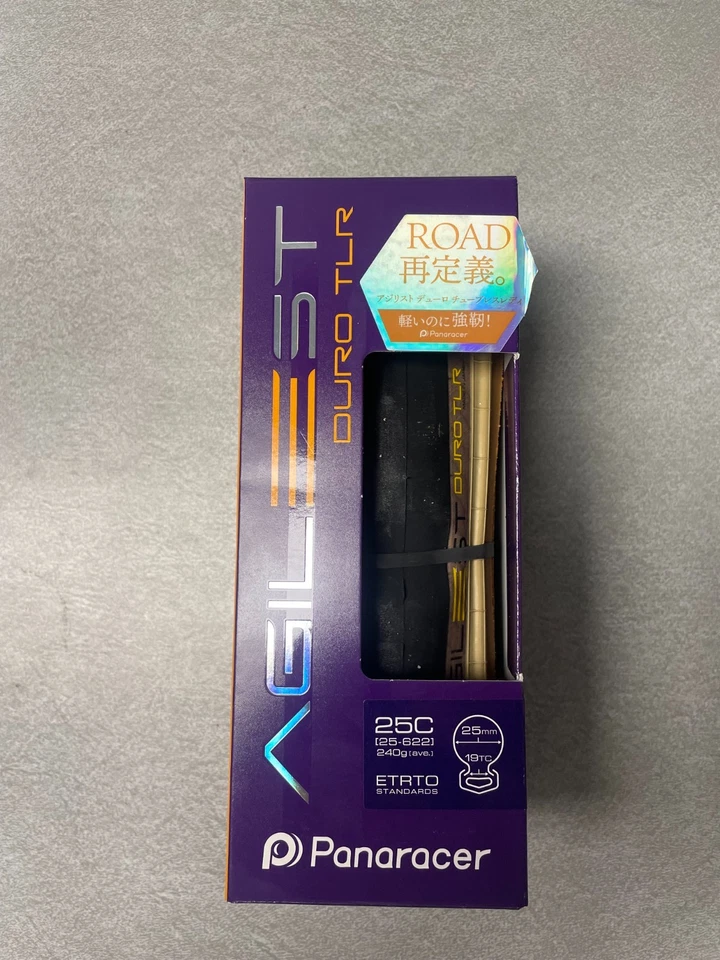 AGILEST
DURO TLR
ROAD
再定義。
アジリスト デューロ チューブレスレディ
軽いのに強靭!
Panaracer
DURO TLR
GILEST
25C
[25-622]
240g [ave.]
ETRTO
STANDARDS
25mm
19TC
Panaracer